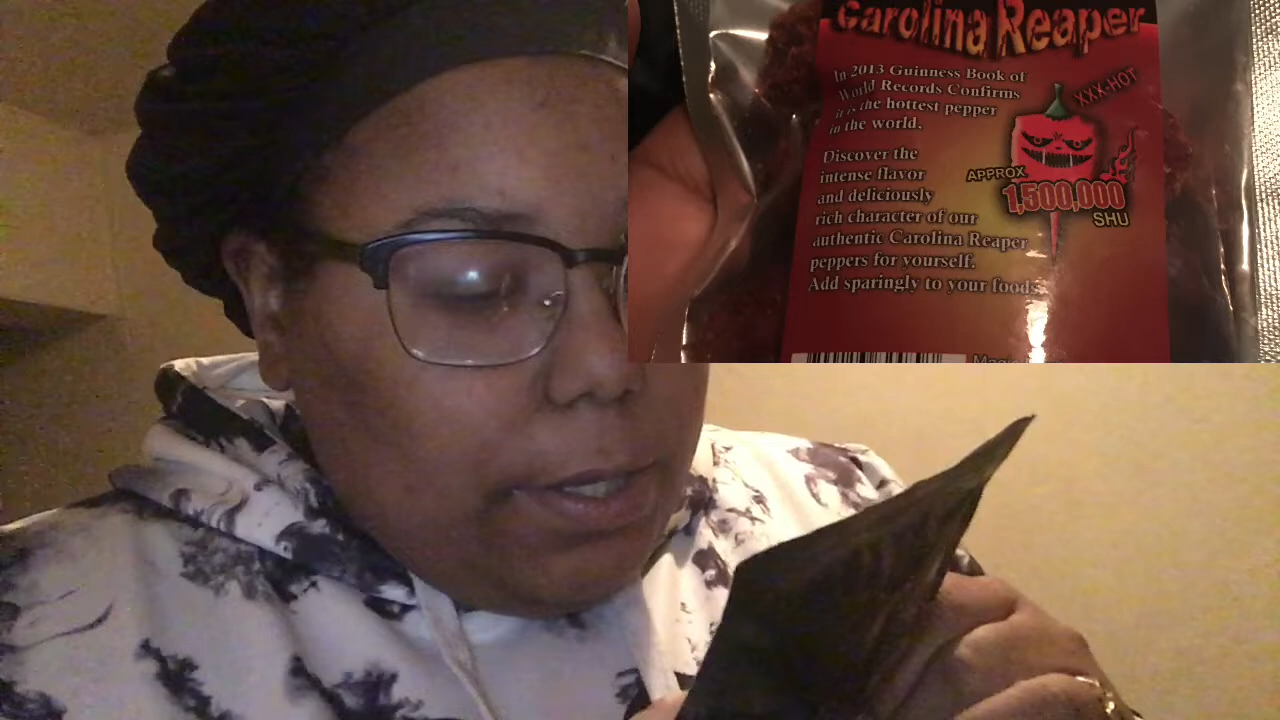 Carolina Reaper
In 2013 Guinness Book of
World Records Confirms
it is the hottest pepper
in the world.
XXX-HOT
Discover the
intense flavor
and deliciously
rich character of our
authentic Carolina Reaper
peppers for yourself.
Add sparingly to your food
APPROX
1,500,000
SHU